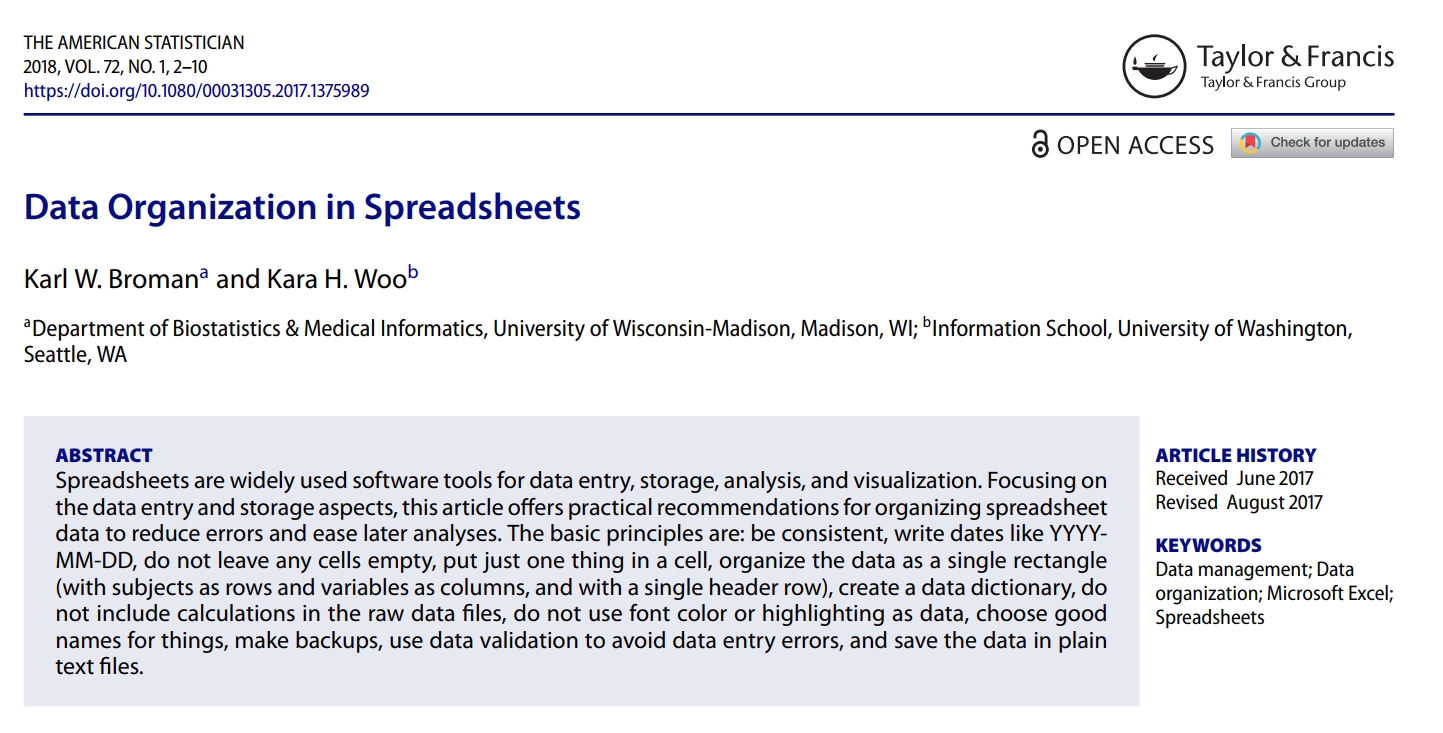 THE AMERICAN STATISTICIAN
2018, VOL. 72, NO. 1, 2–10
https://doi.org/10.1080/00031305.2017.1375989
Taylor & Francis
Taylor & Francis Group
OPEN ACCESS
Check for updates
Data Organization in Spreadsheets
Karl W. Bromanᵃ and Kara H. Wooᵇ
ᵃDepartment of Biostatistics & Medical Informatics, University of Wisconsin-Madison, Madison, WI; ᵇInformation School, University of Washington,
Seattle, WA
ABSTRACT
Spreadsheets are widely used software tools for data entry, storage, analysis, and visualization. Focusing on
the data entry and storage aspects, this article offers practical recommendations for organizing spreadsheet
data to reduce errors and ease later analyses. The basic principles are: be consistent, write dates like YYYY-
MM-DD, do not leave any cells empty, put just one thing in a cell, organize the data as a single rectangle
(with subjects as rows and variables as columns, and with a single header row), create a data dictionary, do
not include calculations in the raw data files, do not use font color or highlighting as data, choose good
names for things, make backups, use data validation to avoid data entry errors, and save the data in plain
text files.
ARTICLE HISTORY
Received June 2017
Revised August 2017
KEYWORDS
Data management; Data
organization; Microsoft Excel;
Spreadsheets